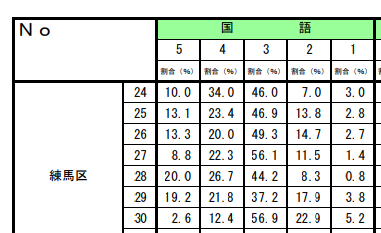 No
国 語
5 4 3 2 1
割合（%） 割合（%） 割合（%） 割合（%） 割合（%）
練馬区
24 10.0 34.0 46.0 7.0 3.0
25 13.1 23.4 46.9 13.8 2.8
26 13.3 20.0 49.3 14.7 2.7
27 8.8 22.3 56.1 11.5 1.4
28 20.0 26.7 44.2 8.3 0.8
29 19.2 21.8 37.2 17.9 3.8
30 2.6 12.4 56.9 22.9 5.2